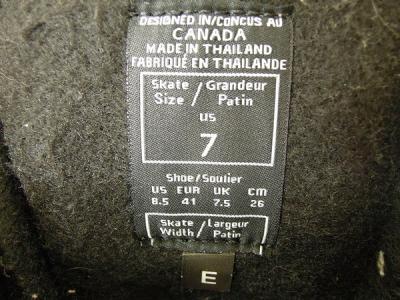 DESIGNED IN/CONCUS AU
CANADA
MADE IN THAILAND
FABRIQUÉ EN THAILANDE
Skate / Grandeur
Size / Patin
US
7
Shoe/Soulier
US EUR UK CM
8.5 41 7.5 26
Skate / Largeur
Width / Patin
E